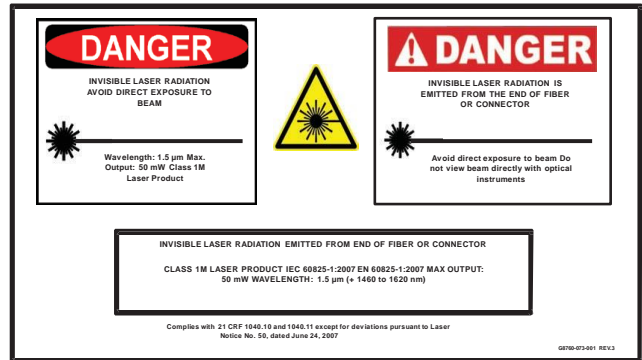 DANGER
INVISIBLE LASER RADIATION
AVOID DIRECT EXPOSURE TO
BEAM
Wavelength: 1.5 µm Max.
Output: 50 mW Class 1M
Laser Product
DANGER
INVISIBLE LASER RADIATION IS
EMITTED FROM THE END OF FIBER
OR CONNECTOR
Avoid direct exposure to beam Do
not view beam directly with optical
instruments
INVISIBLE LASER RADIATION EMITTED FROM END OF FIBER OR CONNECTOR
CLASS 1M LASER PRODUCT IEC 60825-1:2007 EN 60825-1:2007 MAX OUTPUT:
50 mW WAVELENGTH: 1.5 µm (+ 1460 to 1620 nm)
Complies with 21 CRF 1040.10 and 1040.11 except for deviations pursuant to Laser
Notice No. 50, dated June 24, 2007
G8760-073-001 REV.3